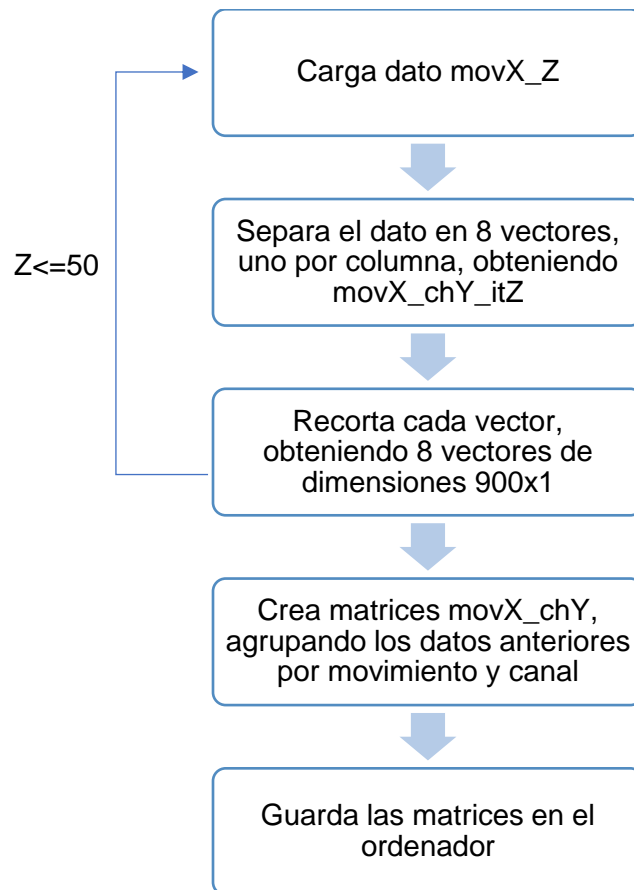 Carga dato movX_Z
Separa el dato en 8 vectores,
uno por columna, obteniendo
movX_chY_itZ
Z<=50
Recorta cada vector,
obteniendo 8 vectores de
dimensiones 900x1
Crea matrices movX_chY,
agrupando los datos anteriores
por movimiento y canal
Guarda las matrices en el
ordenador